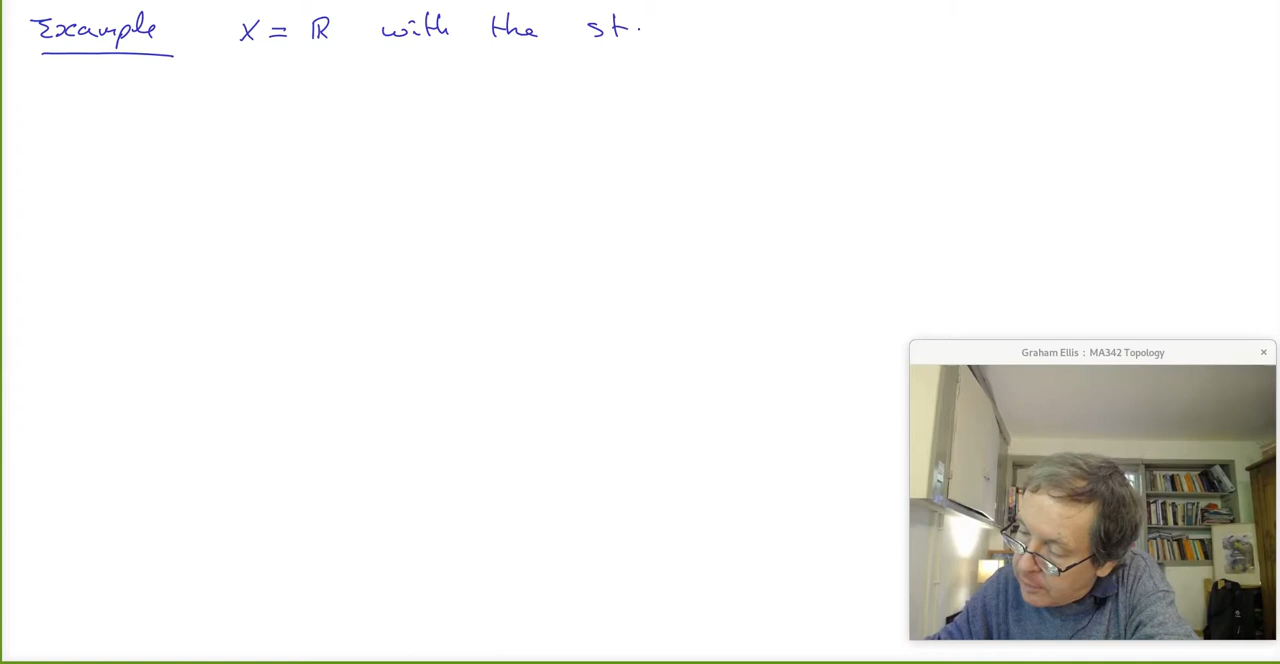 Example X = ℝ with the st.
Graham Ellis : MA342 Topology